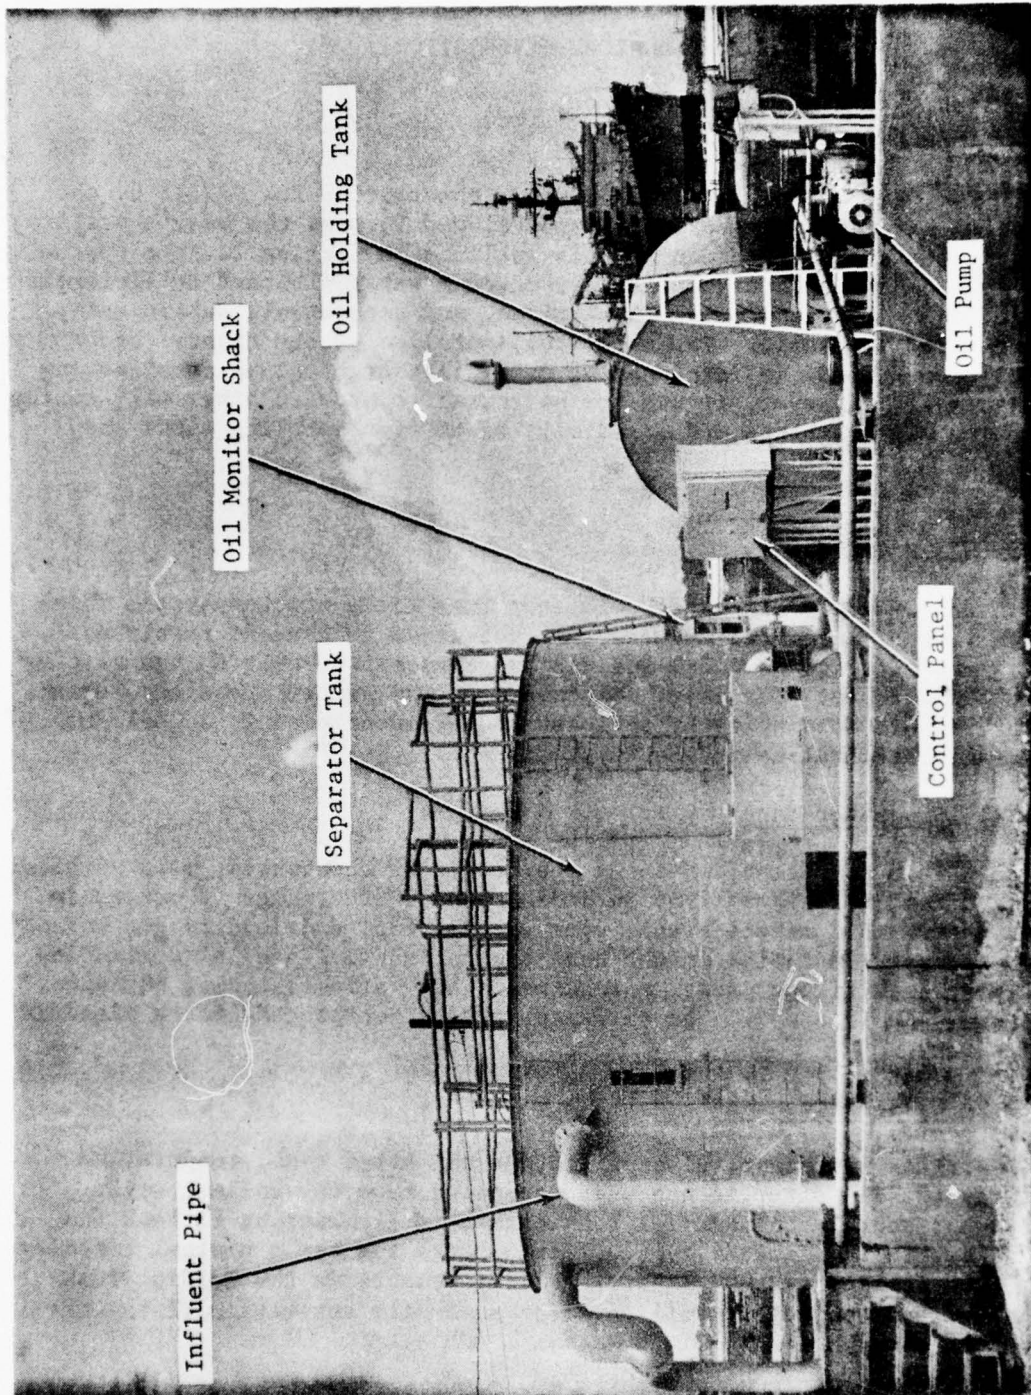 Influent Pipe
Separator Tank
Oil Monitor Shack
Oil Holding Tank
Control Panel
Oil Pump